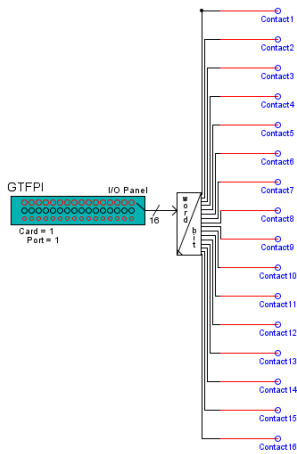 Contact1
Contact2
Contact3
Contact4
Contact5
Contact6
GTFPI
I/O Panel
Contact7
word
16
Contact8
Card = 1
Port = 1
bit
Contact9
Contact10
Contact11
Contact12
Contact13
Contact14
Contact15
Contact16